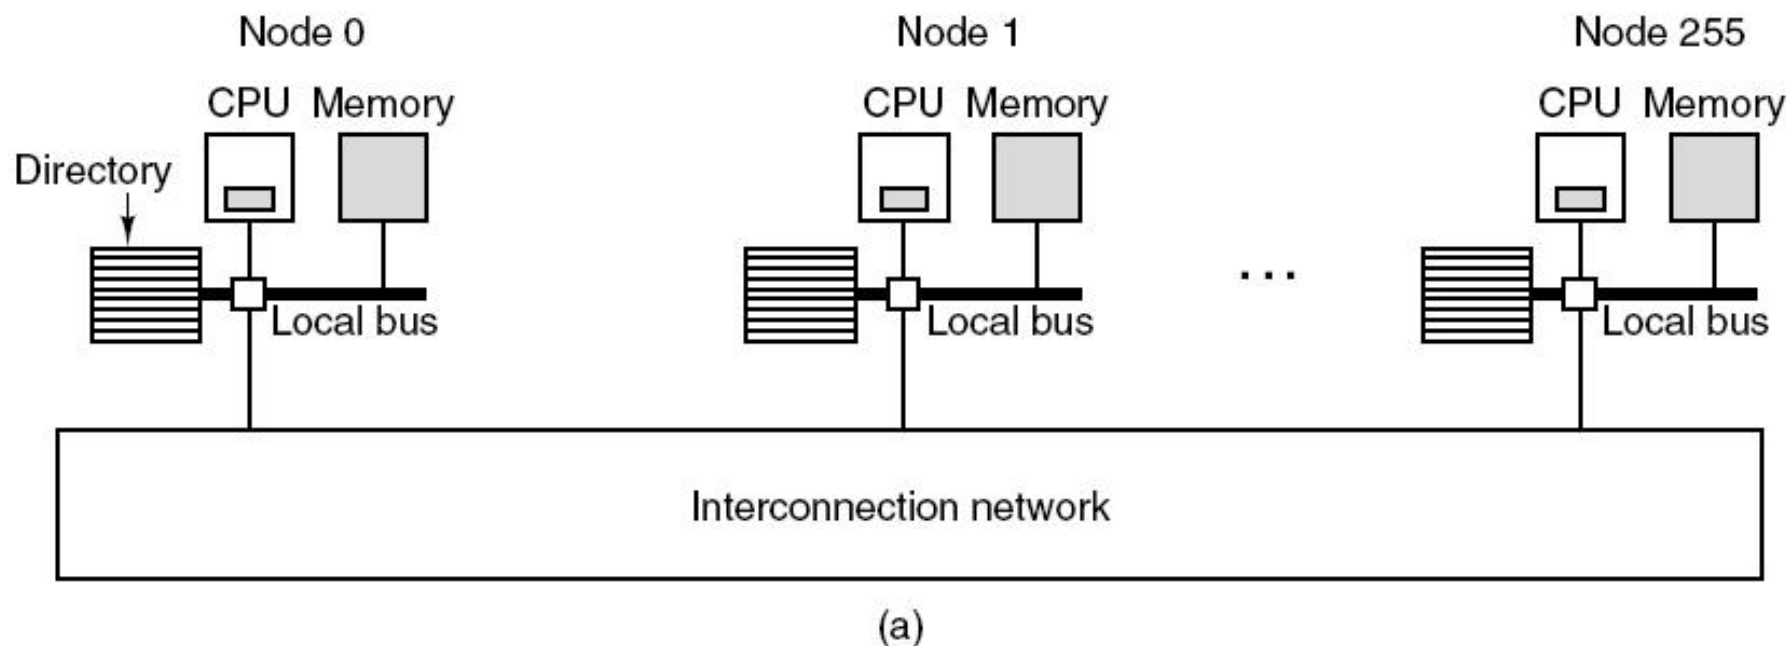 Node 0
Node 1
Node 255
CPU Memory
CPU Memory
CPU Memory
Directory
Local bus
Local bus
...
Local bus
Interconnection network
(a)